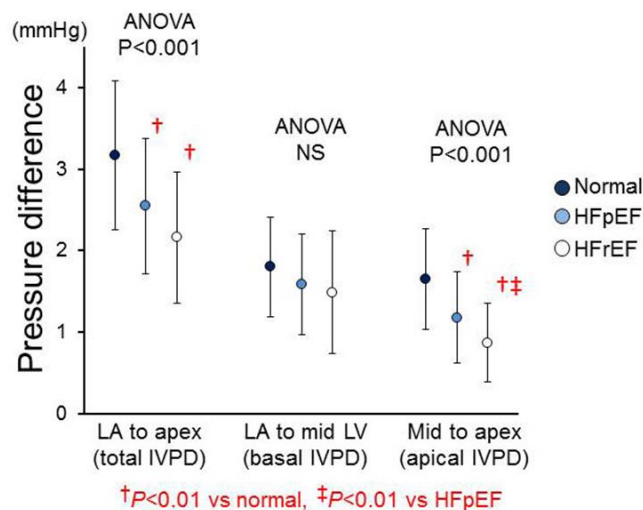 (mmHg)
Pressure difference
4
3
2
1
0
ANOVA
P<0.001
†
†
ANOVA
NS
ANOVA
P<0.001
†
†‡
Normal
HFpEF
HFrEF
LA to apex
(total IVPD)
LA to mid LV
(basal IVPD)
Mid to apex
(apical IVPD)
†P<0.01 vs normal, ‡P<0.01 vs HFpEF